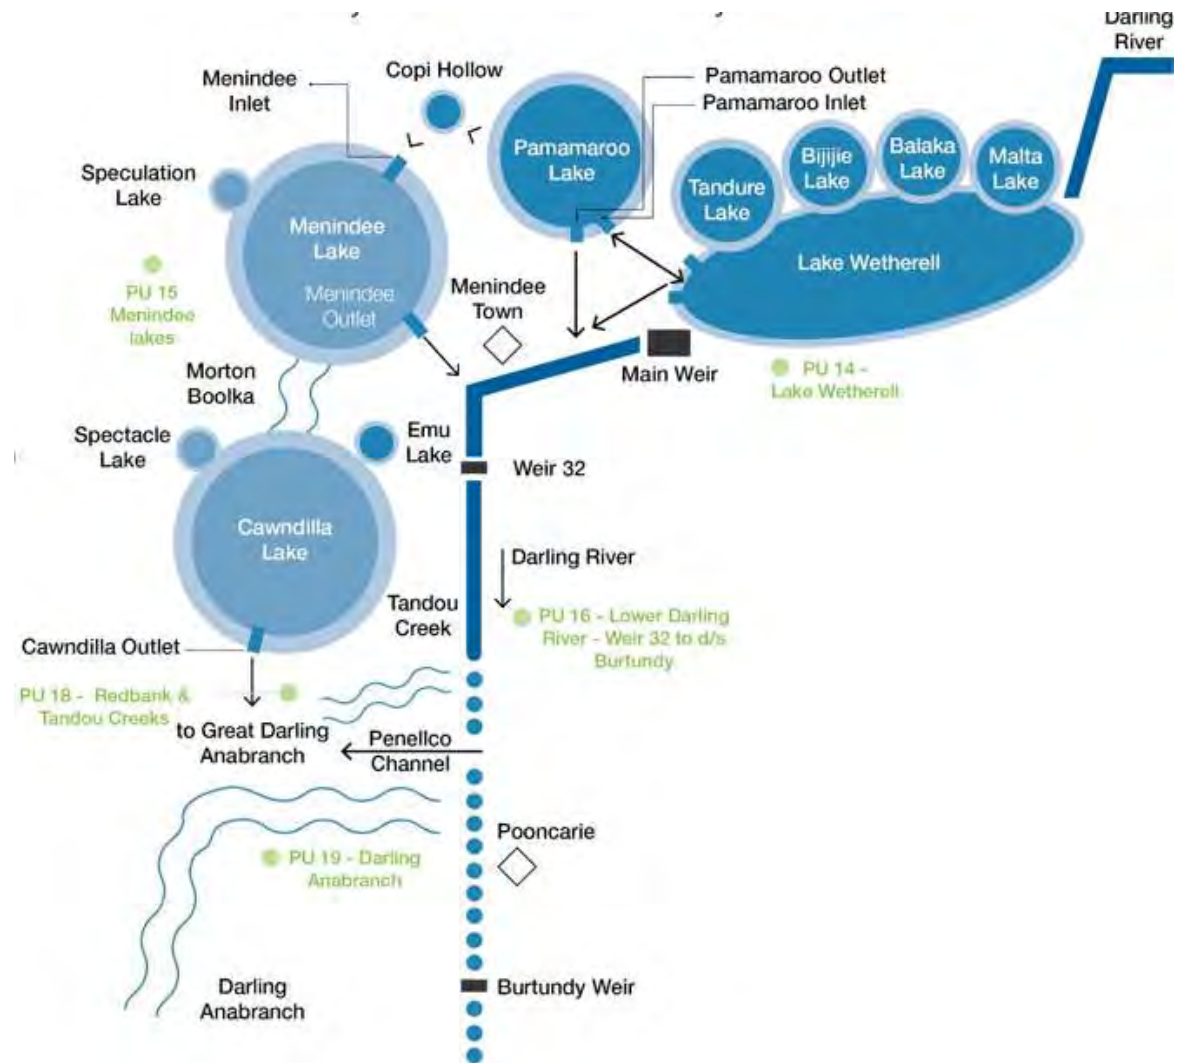 Darling
River
Copi Hollow
Menindee
Inlet
Pamamaroo Outlet
Pamamaroo Inlet
Pamamaroo
Lake
Tandure
Lake
Bijijie
Lake
Balaka
Lake
Malta
Lake
Speculation
Lake
Menindee
Lake
Menindee
Outlet
Lake Wetherell
PU 15
Menindee
lakes
Menindee
Town
Main Weir
PU 14 -
Lake Wetherell
Morton
Boolka
Spectacle
Lake
Emu
Lake
Weir 32
Cawndilla
Lake
Darling River
Tandou
Creek
PU 16 - Lower Darling
River - Weir 32 to d/s
Burtundy
Cawndilla Outlet
PU 18 - Redbank &
Tandou Creeks
to Great Darling
Anabranch
Penellco
Channel
Pooncarie
PU 19 - Darling
Anabranch
Darling
Anabranch
Burtundy Weir